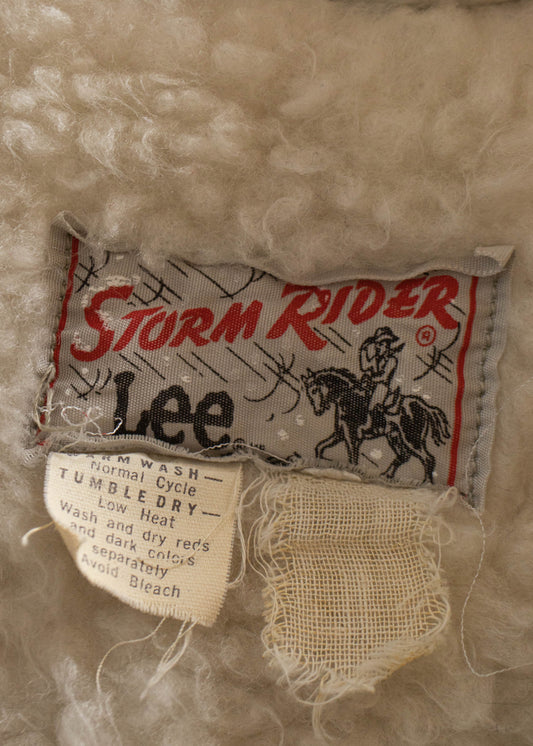 STORM RIDER ®
Lee
WARM WASH—
Normal Cycle
TUMBLE DRY—
Low Heat
Wash and dry reds
and dark colors
separately
Avoid Bleach